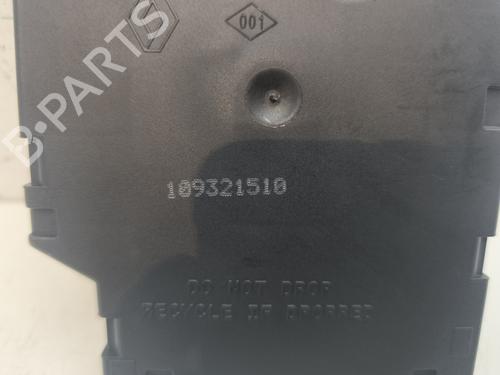 001
B-PARTS
109321510
DO NOT DROP
RECYCLE IF DROPPED